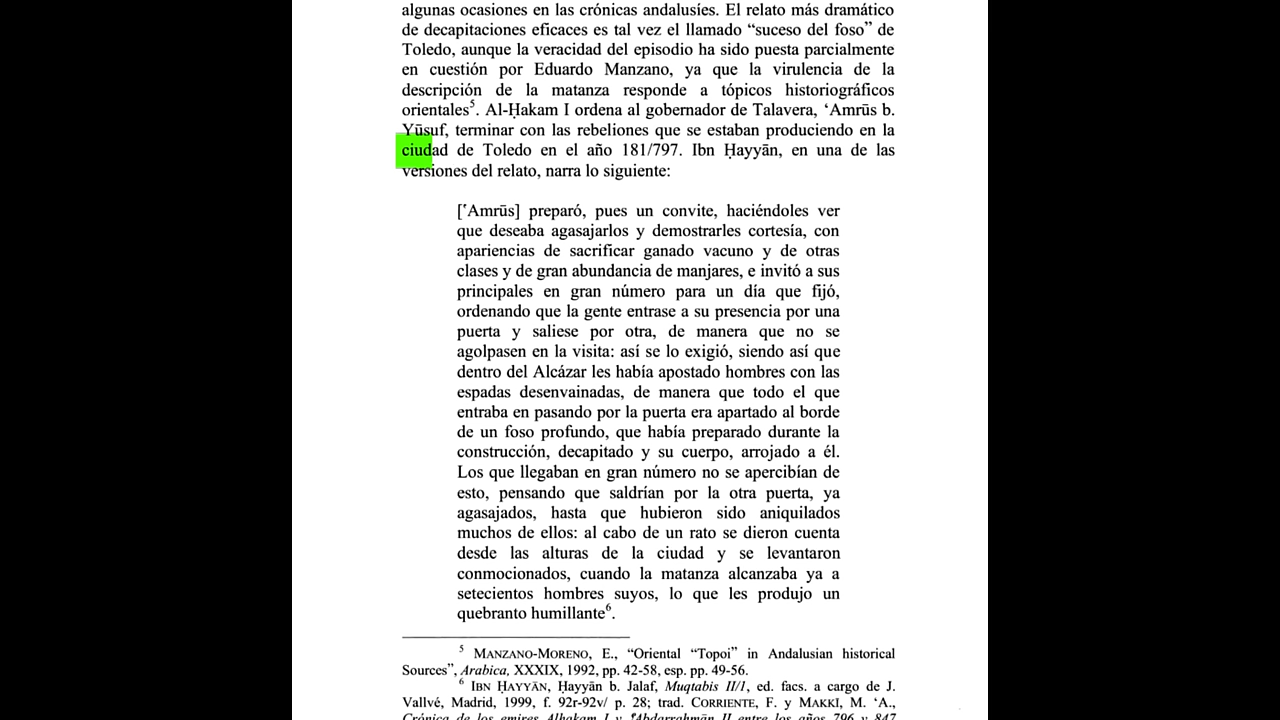 algunas ocasiones en las crónicas andalusíes. El relato más dramático
de decapitaciones eficaces es tal vez el llamado “suceso del foso” de
Toledo, aunque la veracidad del episodio ha sido puesta parcialmente
en cuestión por Eduardo Manzano, ya que la virulencia de la
descripción de la matanza responde a tópicos historiográficos
orientales⁵. Al-Ḥakam I ordena al gobernador de Talavera, ‘Amrūs b.
Yūsuf, terminar con las rebeliones que se estaban produciendo en la
ciudad de Toledo en el año 181/797. Ibn Ḥayyān, en una de las
versiones del relato, narra lo siguiente:
[‘Amrūs] preparó, pues un convite, haciéndoles ver
que deseaba agasajarlos y demostrarles cortesía, con
apariencias de sacrificar ganado vacuno y de otras
clases y de gran abundancia de manjares, e invitó a sus
principales en gran número para un día que fijó,
ordenando que la gente entrase a su presencia por una
puerta y saliese por otra, de manera que no se
agolpasen en la visita: así se lo exigió, siendo así que
dentro del Alcázar les había apostado hombres con las
espadas desenvainadas, de manera que todo el que
entraba en pasando por la puerta era apartado al borde
de un foso profundo, que había preparado durante la
construcción, decapitado y su cuerpo, arrojado a él.
Los que llegaban en gran número no se apercibían de
esto, pensando que saldrían por la otra puerta, ya
agasajados, hasta que hubieron sido aniquilados
muchos de ellos: al cabo de un rato se dieron cuenta
desde las alturas de la ciudad y se levantaron
conmocionados, cuando la matanza alcanzaba ya a
setecientos hombres suyos, lo que les produjo un
quebranto humillante⁶.
⁵ MANZANO-MORENO, E., “Oriental “Topoi” in Andalusian historical
Sources”, Arabica, XXXIX, 1992, pp. 42-58, esp. pp. 49-56.
⁶ IBN ḤAYYĀN, Ḥayyān b. Jalaf, Muqtabis II/1, ed. facs. a cargo de J.
Vallvé, Madrid, 1999, f. 92r-92v/ p. 28; trad. CORRIENTE, F. y MAKKI, M. ‘A.,
Crónica de los emires Alhakam I y ‘Abdarrahmān II entre los años 796 y 847